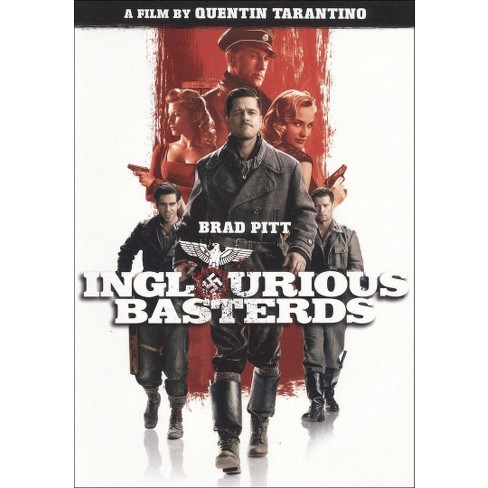 A FILM BY QUENTIN TARANTINO
BRAD PITT
INGLOURIOUS
BASTERDS